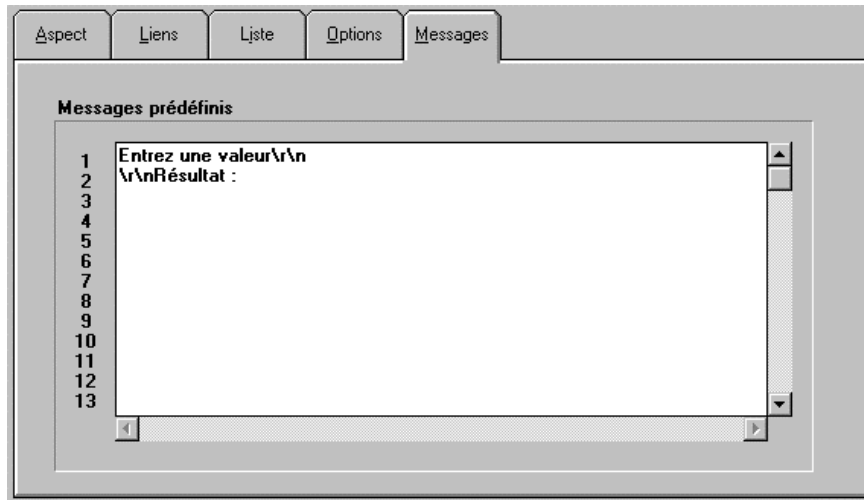 Aspect Liens Liste Options Messages
Messages prédéfinis
1 Entrez une valeur\r\n
2 \r\nRésultat :
3
4
5
6
7
8
9
10
11
12
13